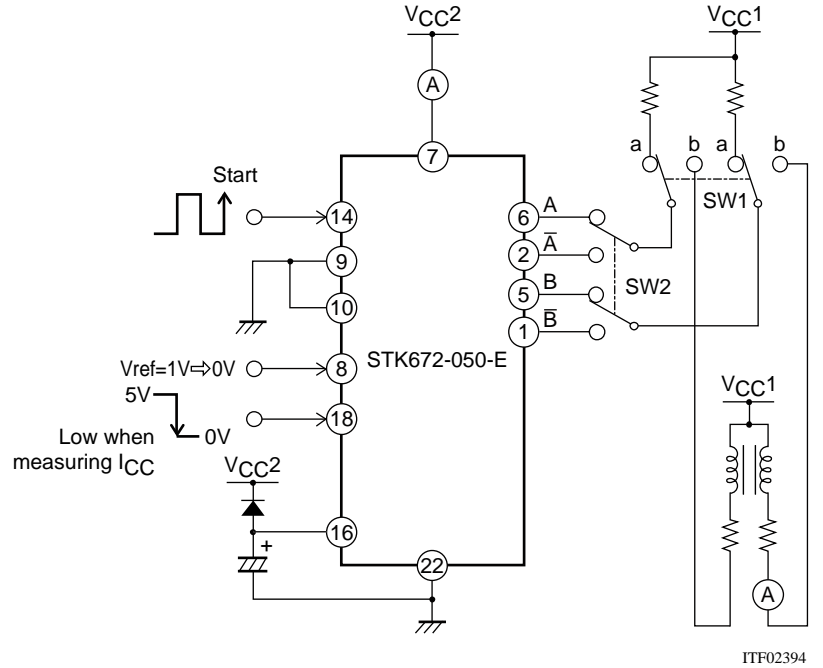 VCC2
VCC1
A
7
a
b
a
b
Start
SW1
14
6
A
9
2
A̅
SW2
10
5
B
1
B̅
STK672-050-E
Vref=1V⇨0V
8
5V
18
0V
Low when
measuring ICC
VCC1
VCC2
16
+
22
A
ITF02394